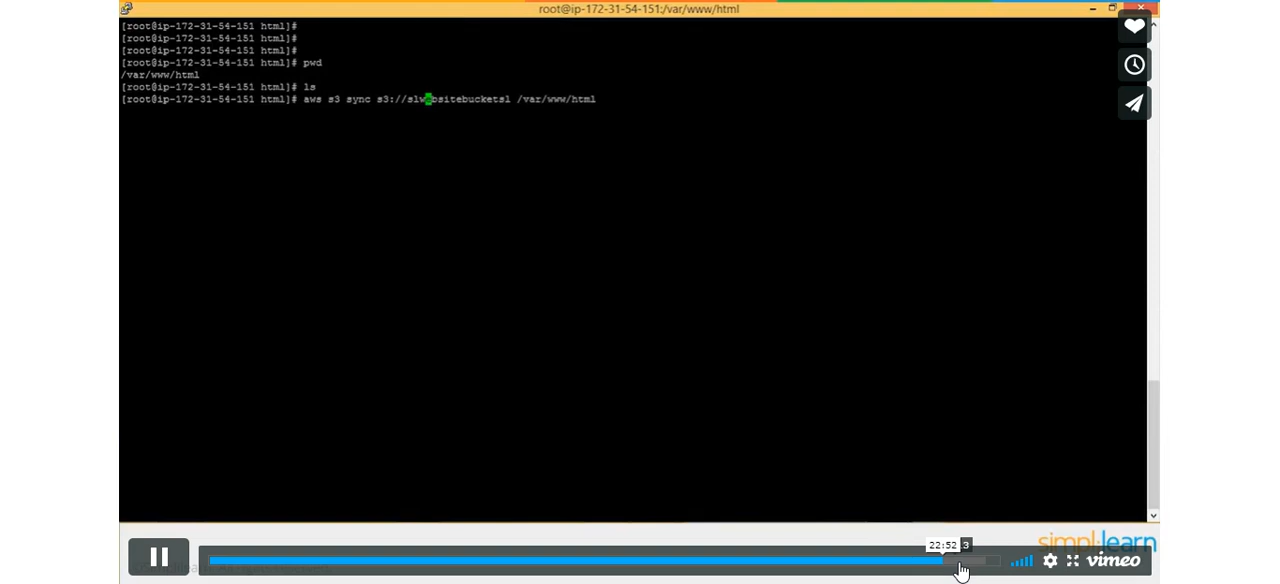 root@ip-172-31-54-151:/var/www/html
[root@ip-172-31-54-151 html]#
[root@ip-172-31-54-151 html]#
[root@ip-172-31-54-151 html]#
[root@ip-172-31-54-151 html]# pwd
/var/www/html
[root@ip-172-31-54-151 html]# ls
[root@ip-172-31-54-151 html]# aws s3 sync s3://slwebsitebucketsl /var/www/html
simplilearn
22:52 3
vimeo